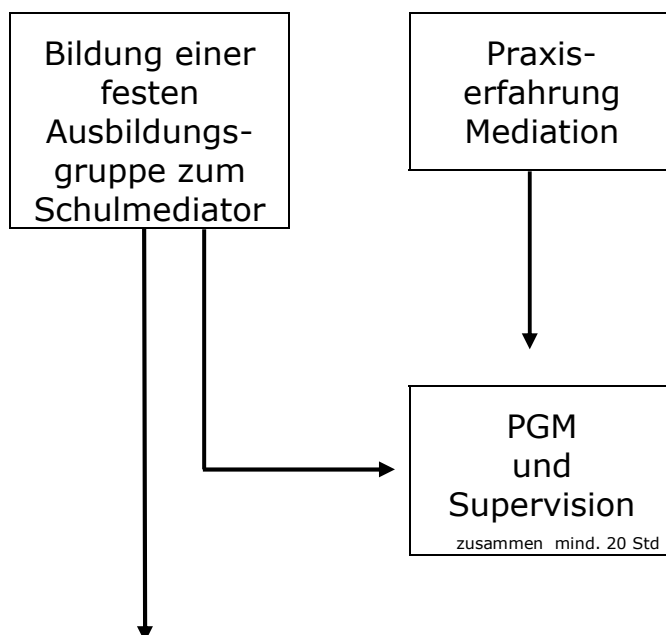 Bildung einer
festen
Ausbildungs-
gruppe zum
Schulmediator
Praxis-
erfahrung
Mediation
PGM
und
Supervision
zusammen mind. 20 Std